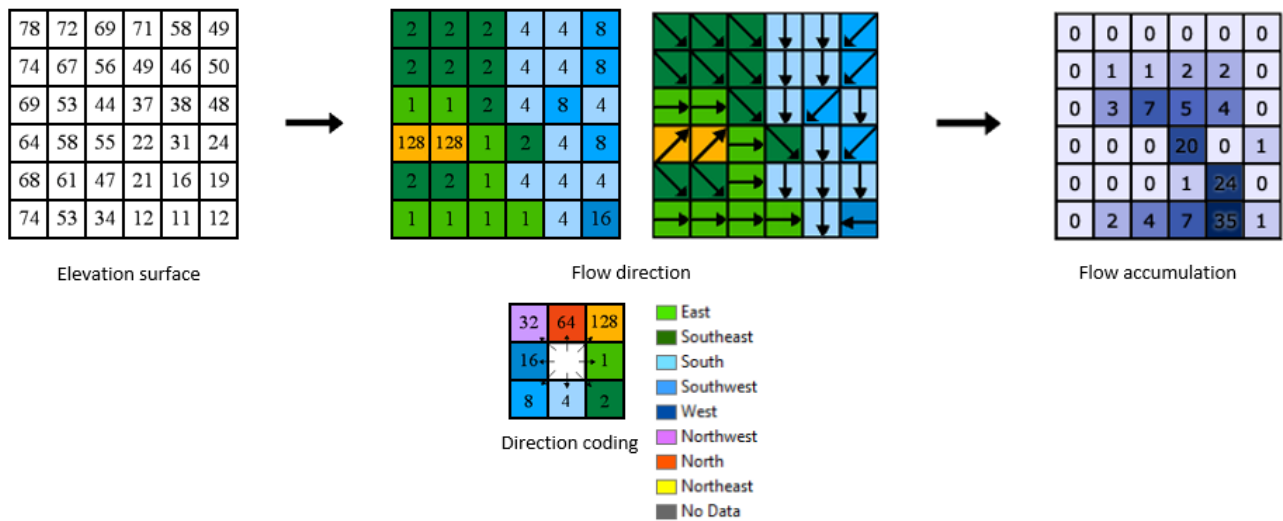 78 72 69 71 58 49 2 2 2 4 4 8 0 0 0 0 0 0
74 67 56 49 46 50 2 2 2 4 4 8 0 1 1 2 2 0
69 53 44 37 38 48 1 1 2 4 8 4 0 3 7 5 4 0
64 58 55 22 31 24 128 128 1 2 4 8 0 0 0 20 0 1
68 61 47 21 16 19 2 2 1 4 4 4 0 0 0 1 24 0
74 53 34 12 11 12 1 1 1 1 4 16 0 2 4 7 35 1
Elevation surface Flow direction Flow accumulation
32 64 128
16 1
8 4 2
Direction coding
East
Southeast
South
Southwest
West
Northwest
North
Northeast
No Data